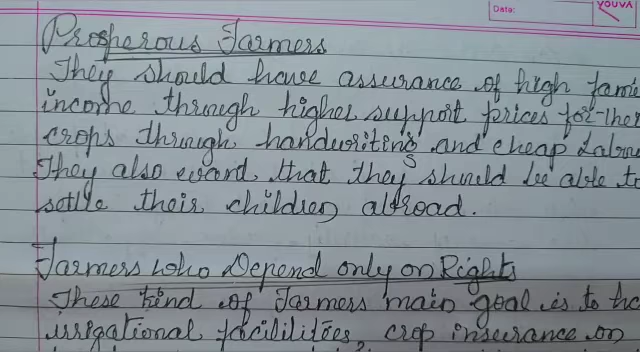 Date:
YOUVA
Prosperous Farmers
They should have assurance of high fame
income through higher support prices for their
crops through handwriting and cheap Labou
They also want that they should be able to
settle their children abroad.
Farmers who Depend only on Rights
These kind of Farmers main goal is to ha
irrigational facilities, crop insurance on